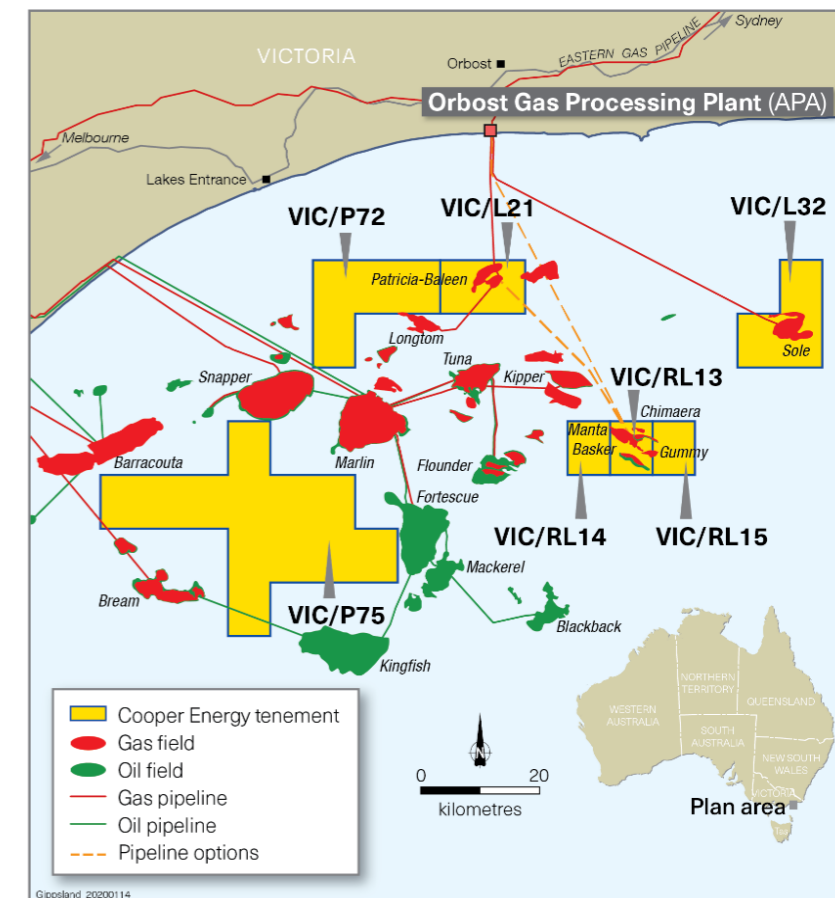 Sydney
VICTORIA
EASTERN GAS PIPELINE
Orbost
Orbost Gas Processing Plant (APA)
Melbourne
Lakes Entrance
VIC/P72
VIC/L21
VIC/L32
Patricia-Baleen
Longtom
Sole
Tuna
Kipper
Snapper
VIC/RL13
Chimaera
Manta
Basker
Gummy
Barracouta
Marlin
Flounder
Fortescue
VIC/RL14
VIC/RL15
Mackerel
Bream
VIC/P75
Blackback
Kingfish
Cooper Energy tenement
Gas field
Oil field
Gas pipeline
Oil pipeline
Pipeline options
N
0 20
kilometres
NORTHERN
TERRITORY
QUEENSLAND
WESTERN
AUSTRALIA
SOUTH
AUSTRALIA
NEW SOUTH
WALES
VICTORIA
Plan area
Gippsland_20200114